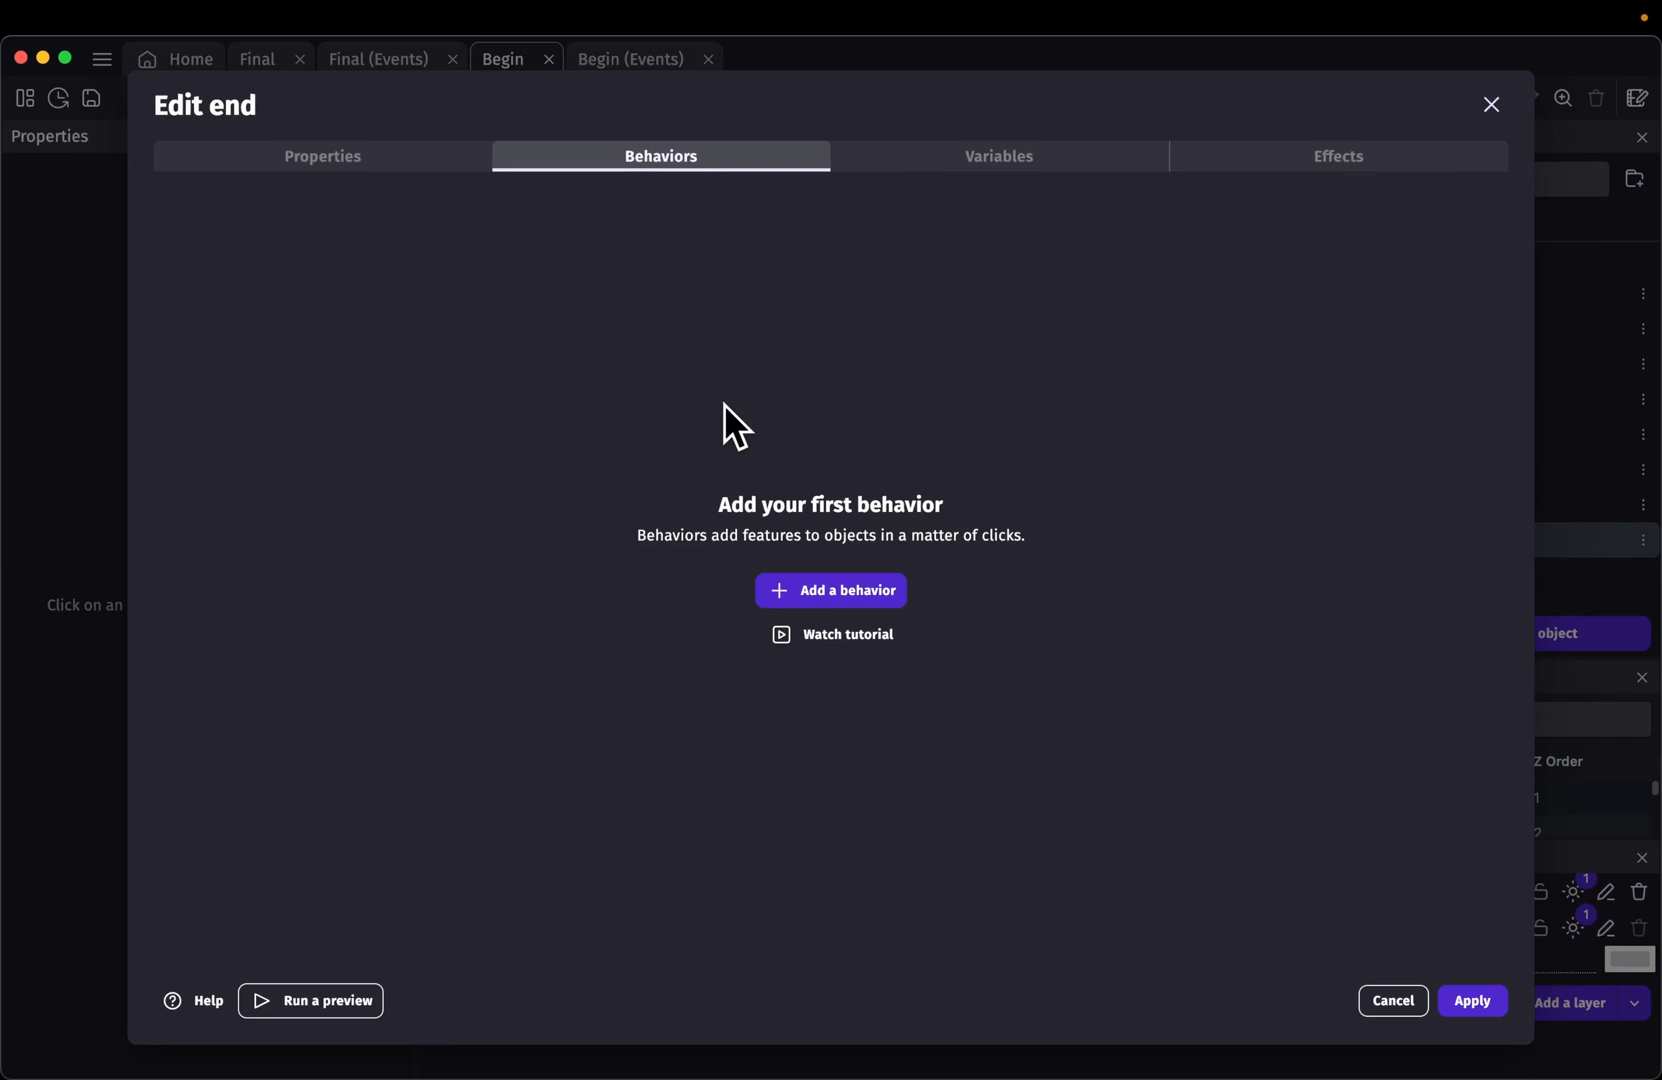 Home
Final
Final (Events)
Begin
Begin (Events)
Edit end
Properties
Properties
Behaviors
Variables
Effects
Click on an
Add your first behavior
Behaviors add features to objects in a matter of clicks.
Add a behavior
Watch tutorial
object
Z Order
1
2
1
1
Help
Run a preview
Cancel
Apply
Add a layer